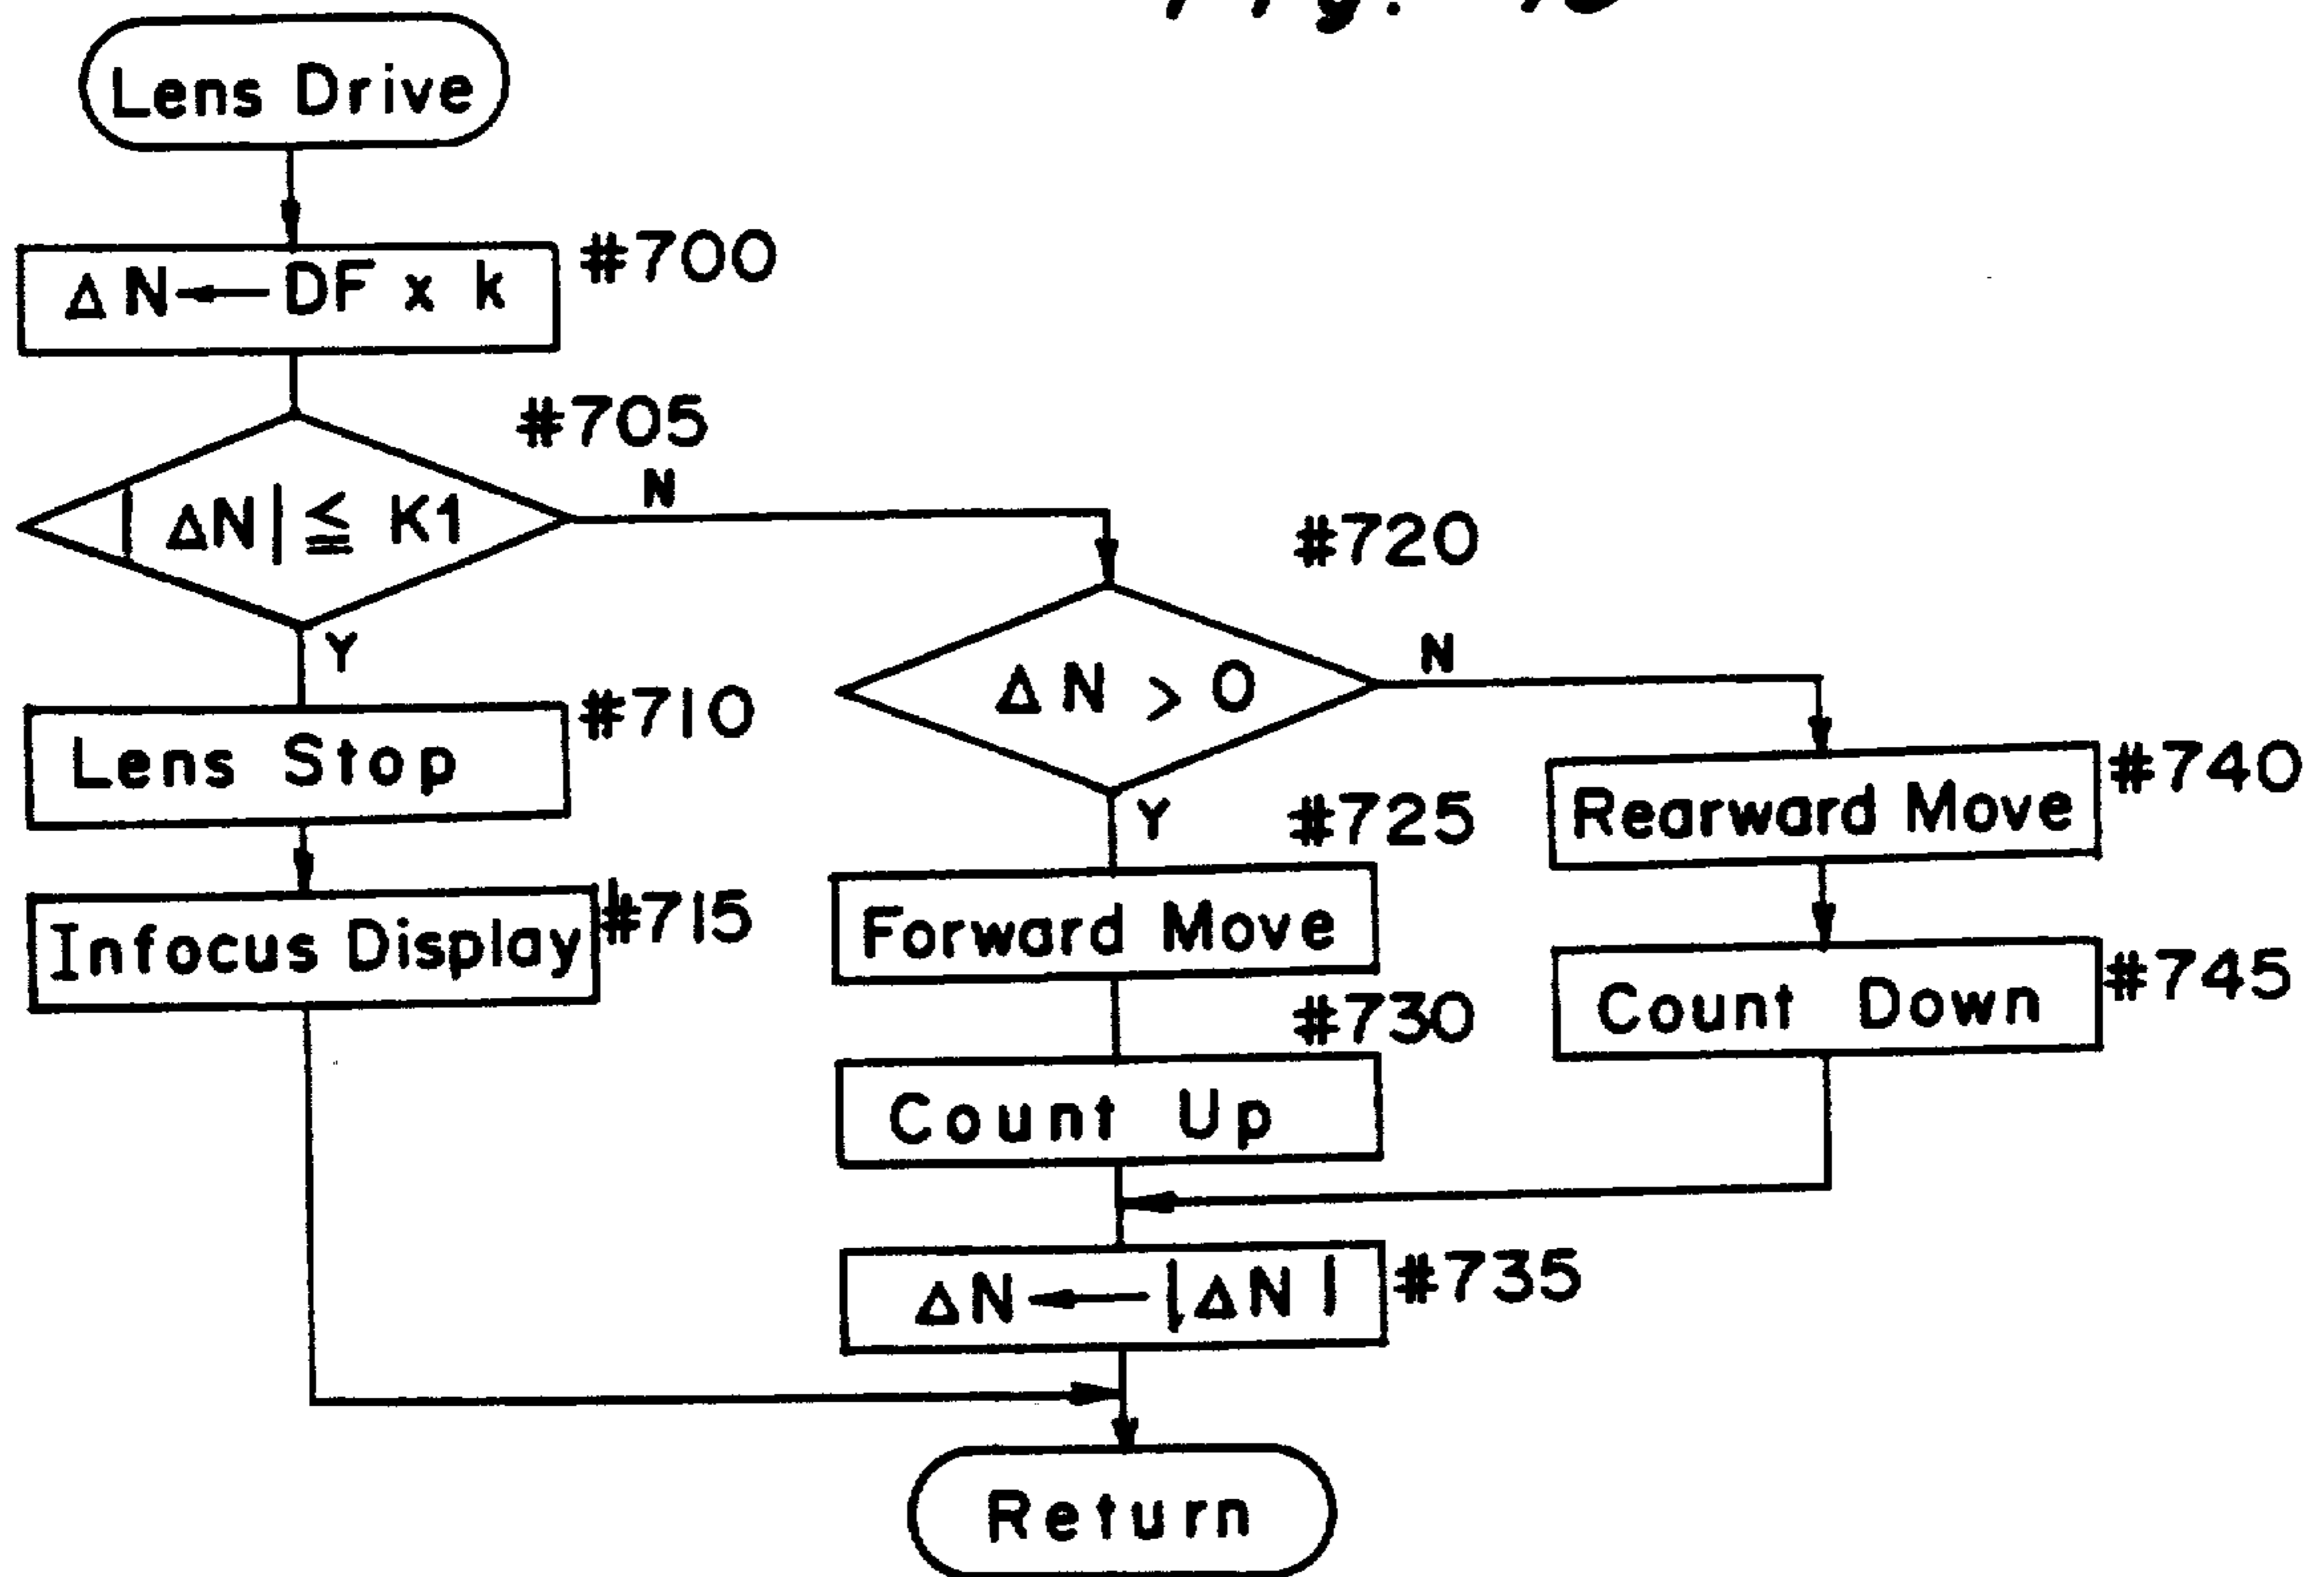 Lens Drive
ΔN ← DF x k
#700
#705
|ΔN| ≦ K1
N
Y
#710
Lens Stop
#715
Infocus Display
#720
ΔN > 0
N
Y
#725
Forward Move
#730
Count Up
#740
Rearward Move
#745
Count Down
ΔN ← |ΔN|
#735
Return